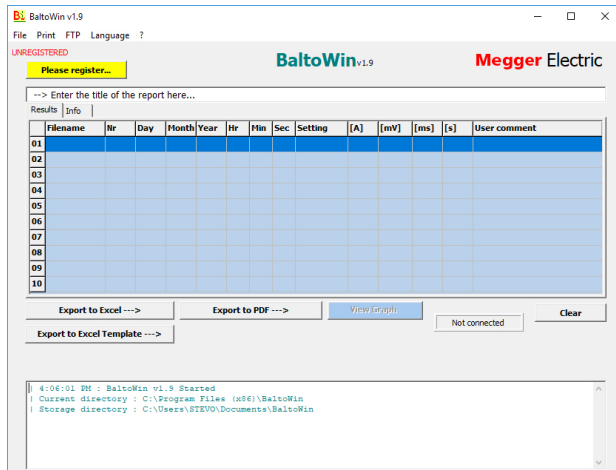 BaltoWin v1.9
File Print FTP Language ?
UNREGISTERED
Please register...
BaltoWin v1.9
Megger Electric
--> Enter the title of the report here...
Results Info
Filename Nr Day Month Year Hr Min Sec Setting [A] [mV] [ms] [s] User comment
01
02
03
04
05
06
07
08
09
10
Export to Excel --->
Export to PDF --->
View Graph
Not connected
Clear
Export to Excel Template --->
| 4:06:01 PM : BaltoWin v1.9 Started
| Current directory : C:\Program Files (x86)\BaltoWin
| Storage directory : C:\Users\STEVO\Documents\BaltoWin